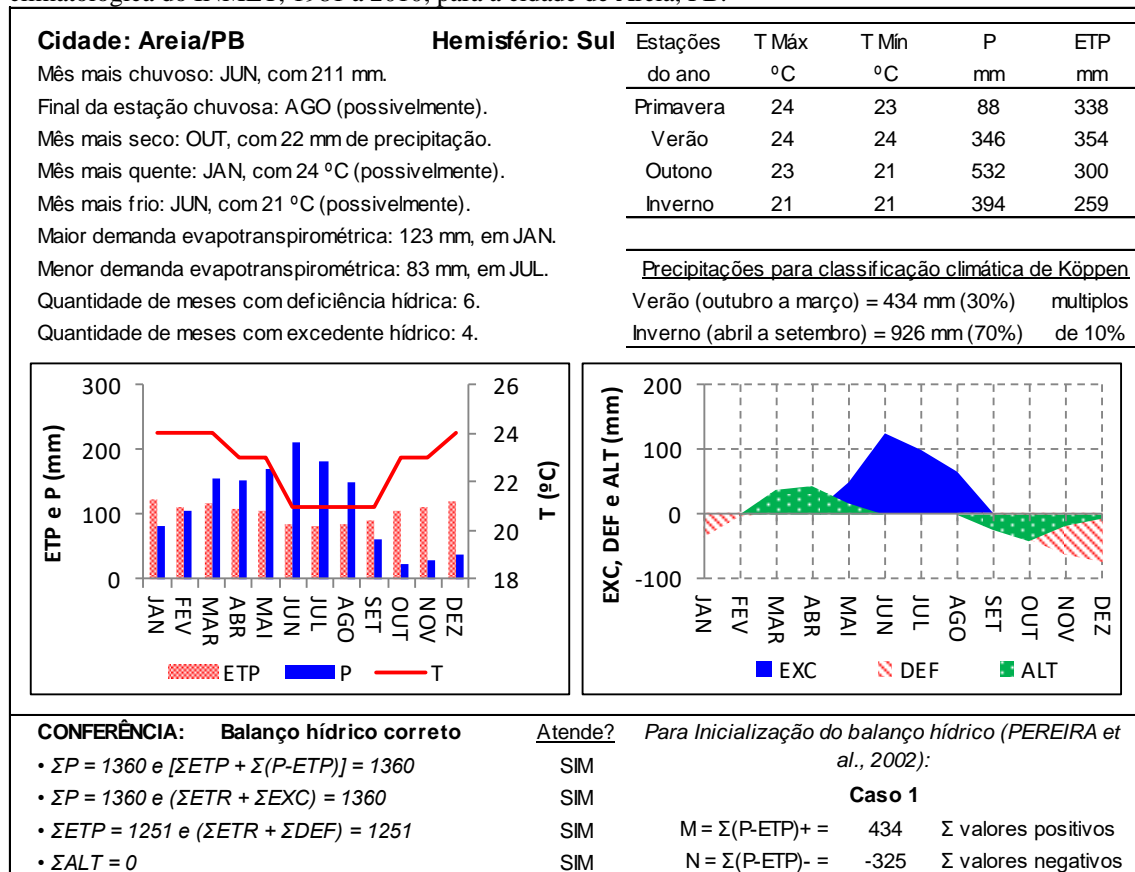 climatológica do INMET, 1981 a 2010, para a cidade de Areia, PB.
Cidade: Areia/PB Hemisfério: Sul
Mês mais chuvoso: JUN, com 211 mm.
Final da estação chuvosa: AGO (possivelmente).
Mês mais seco: OUT, com 22 mm de precipitação.
Mês mais quente: JAN, com 24 ºC (possivelmente).
Mês mais frio: JUN, com 21 ºC (possivelmente).
Maior demanda evapotranspirométrica: 123 mm, em JAN.
Menor demanda evapotranspirométrica: 83 mm, em JUL.
Quantidade de meses com deficiência hídrica: 6.
Quantidade de meses com excedente hídrico: 4.
Estações T Máx T Mín P ETP
do ano ºC ºC mm mm
Primavera 24 23 88 338
Verão 24 24 346 354
Outono 23 21 532 300
Inverno 21 21 394 259
Precipitações para classificação climática de Köppen
Verão (outubro a março) = 434 mm (30%) multiplos
Inverno (abril a setembro) = 926 mm (70%) de 10%
ETP e P (mm)
300
200
100
0
26
24
22
20
18
T (ºC)
JAN FEV MAR ABR MAI JUN JUL AGO SET OUT NOV DEZ
ETP P T
EXC, DEF e ALT (mm)
200
100
0
-100
JAN FEV MAR ABR MAI JUN JUL AGO SET OUT NOV DEZ
EXC DEF ALT
CONFERÊNCIA: Balanço hídrico correto Atende?
• ΣP = 1360 e [ΣETP + Σ(P-ETP)] = 1360 SIM
• ΣP = 1360 e (ΣETR + ΣEXC) = 1360 SIM
• ΣETP = 1251 e (ΣETR + ΣDEF) = 1251 SIM
• ΣALT = 0 SIM
Para Inicialização do balanço hídrico (PEREIRA et
al., 2002):
Caso 1
M = Σ(P-ETP)+ = 434 Σ valores positivos
N = Σ(P-ETP)- = -325 Σ valores negativos